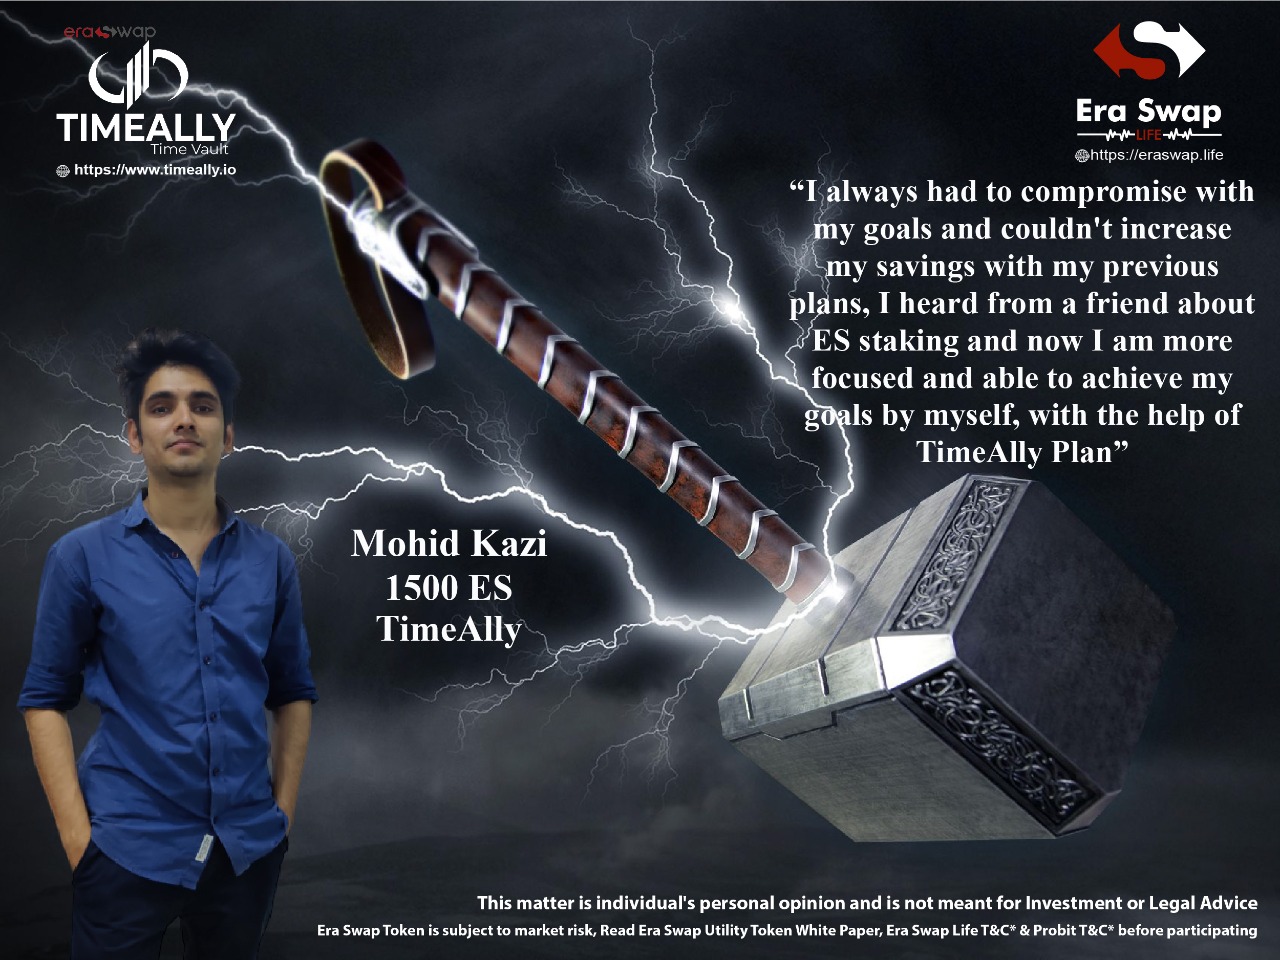 eraswap
TIMEALLY
Time Vault
https://www.timeally.io
Era Swap
LIFE
https://eraswap.life
“I always had to compromise with
my goals and couldn't increase
my savings with my previous
plans, I heard from a friend about
ES staking and now I am more
focused and able to achieve my
goals by myself, with the help of
TimeAlly Plan”
Mohid Kazi
1500 ES
TimeAlly
This matter is individual's personal opinion and is not meant for Investment or Legal Advice
Era Swap Token is subject to market risk, Read Era Swap Utility Token White Paper, Era Swap Life T&C* & Probit T&C* before participating